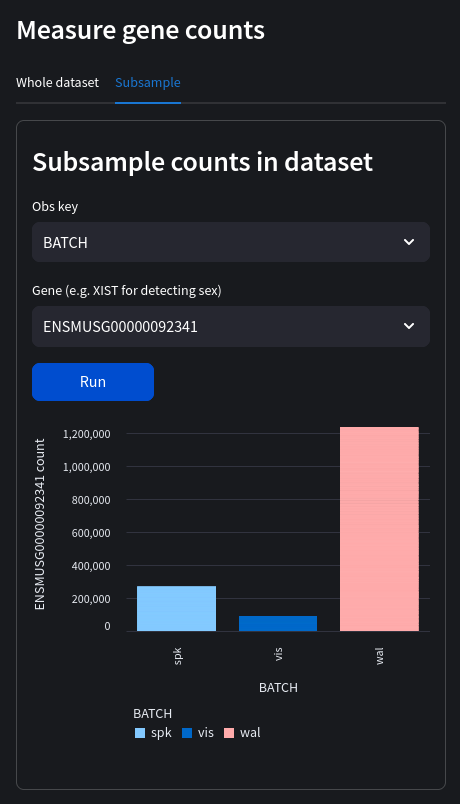 Measure gene counts
Whole dataset Subsample
Subsample counts in dataset
Obs key
BATCH
Gene (e.g. XIST for detecting sex)
ENSMUSG00000092341
Run
ENSMUSG00000092341 count
1,200,000
1,000,000
800,000
600,000
400,000
200,000
0
spk vis wal
BATCH
BATCH
spk vis wal